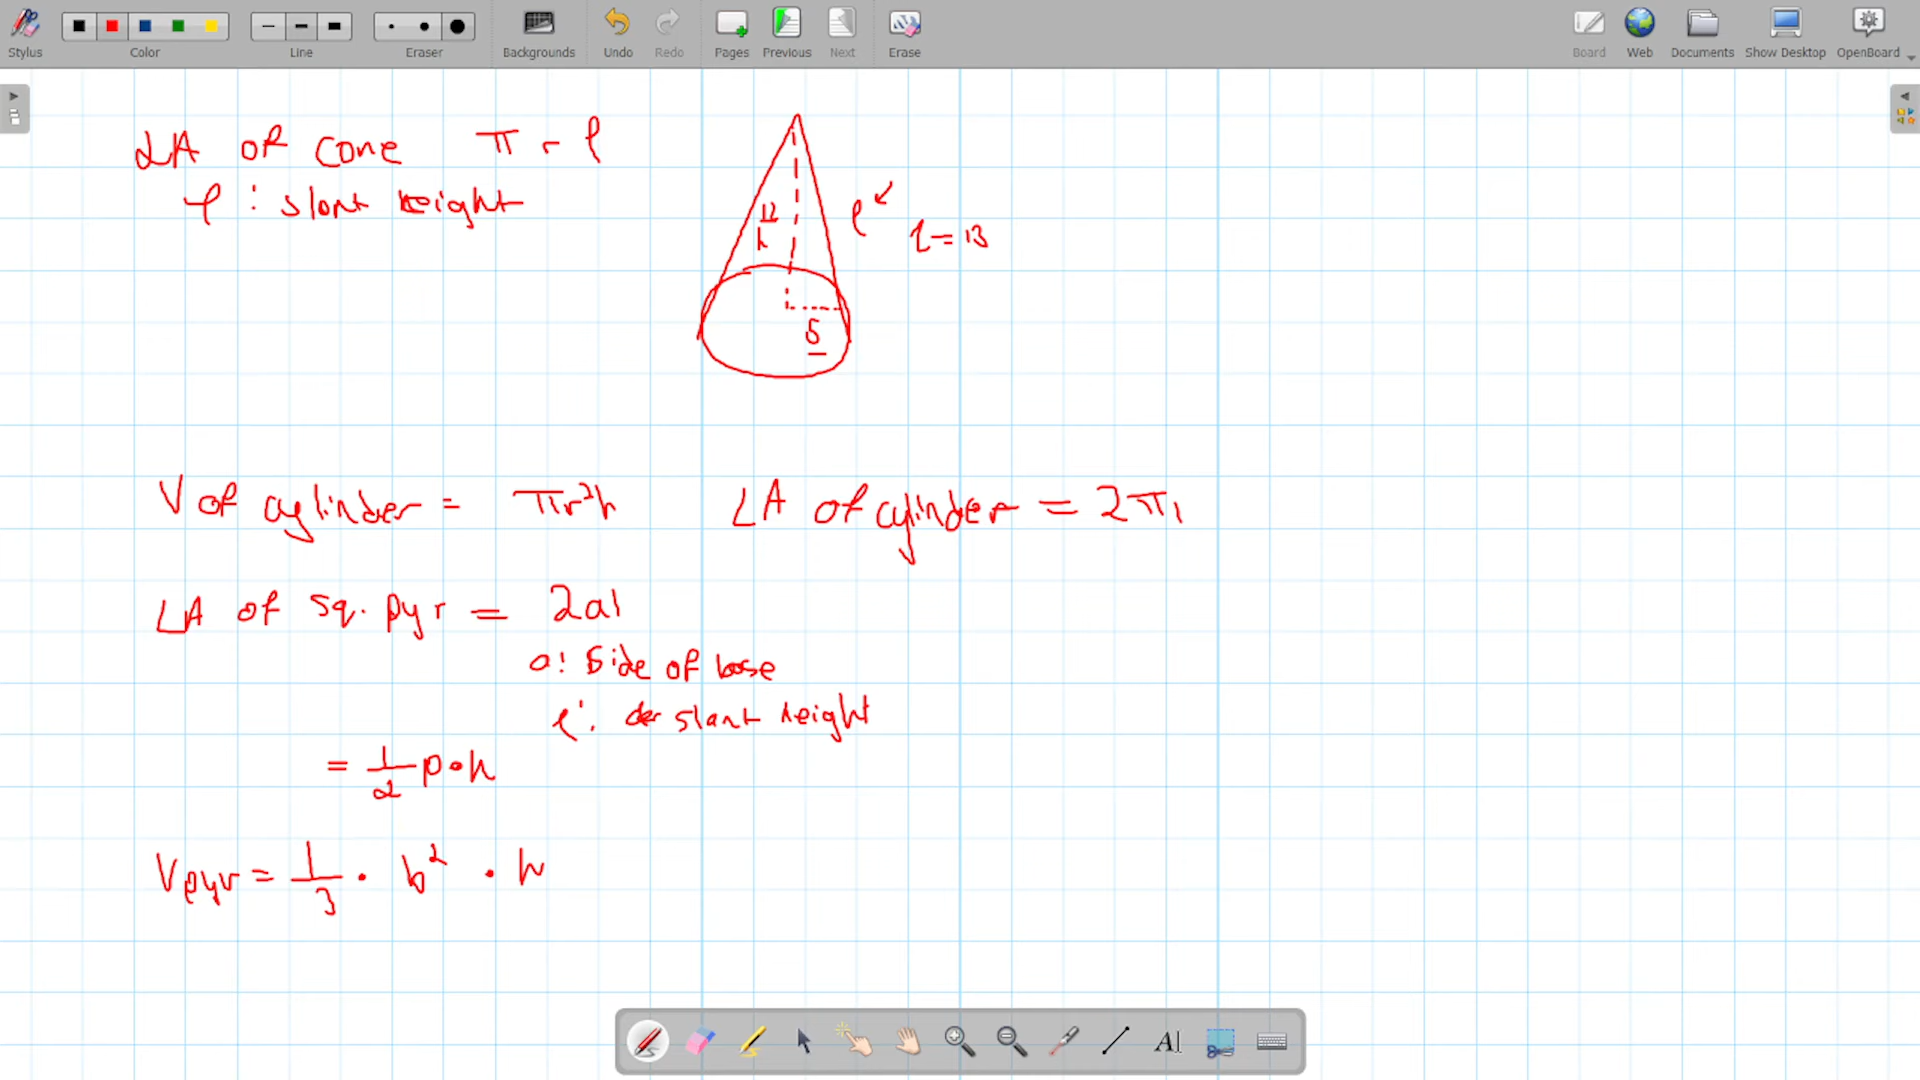 Stylus
Color
Line
Eraser
Backgrounds
Undo
Redo
Pages
Previous
Next
Erase
Board
Web
Documents
Show Desktop
OpenBoard
LA of cone π r l
l : slant height
12
h
l
l = 13
5
V of cylinder = πr²h
LA of cylinder = 2πr
LA of sq. pyr = 2al
a: Side of base
l: slant height
= 1/2 p · h
Vpyr = 1/3 · b² · h